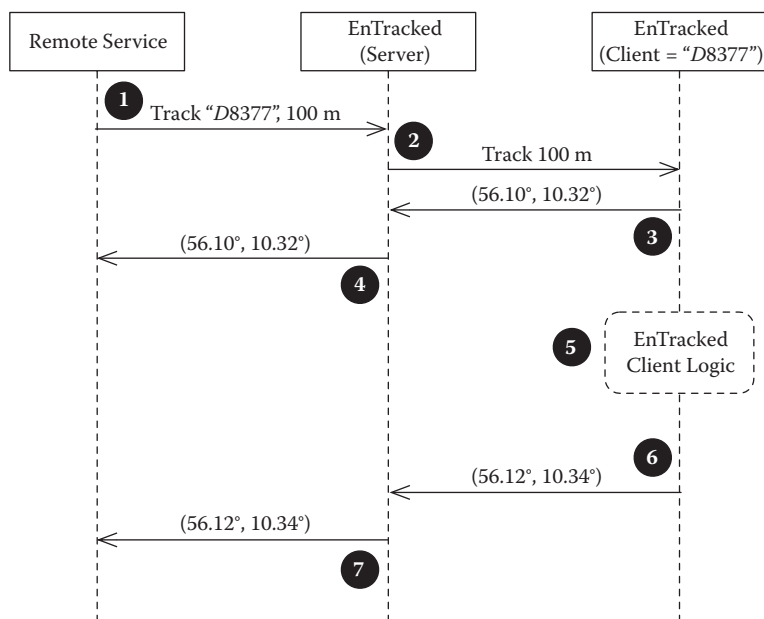 Remote Service
EnTracked
(Server)
EnTracked
(Client = “D8377”)
1
Track “D8377”, 100 m
2
Track 100 m
(56.10°, 10.32°)
3
(56.10°, 10.32°)
4
5
EnTracked
Client Logic
6
(56.12°, 10.34°)
(56.12°, 10.34°)
7